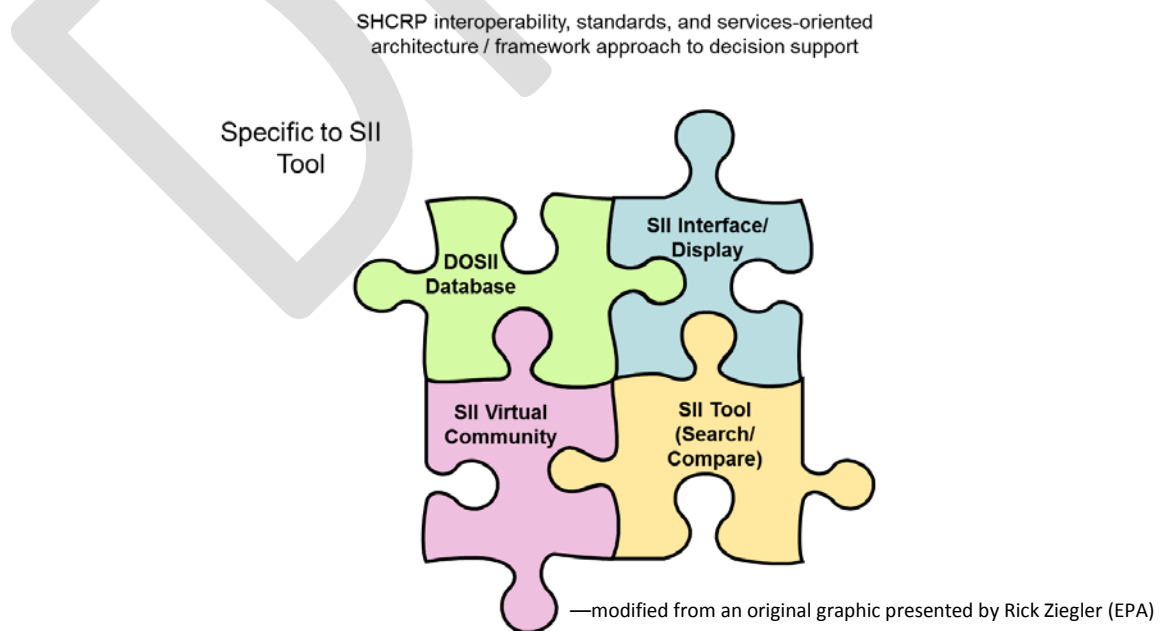 SHCRP interoperability, standards, and services-oriented
architecture / framework approach to decision support
Specific to SII
Tool
SII Interface/
Display
DOSII
Database
SII Virtual
Community
SII Tool
(Search/
Compare)
—modified from an original graphic presented by Rick Ziegler (EPA)